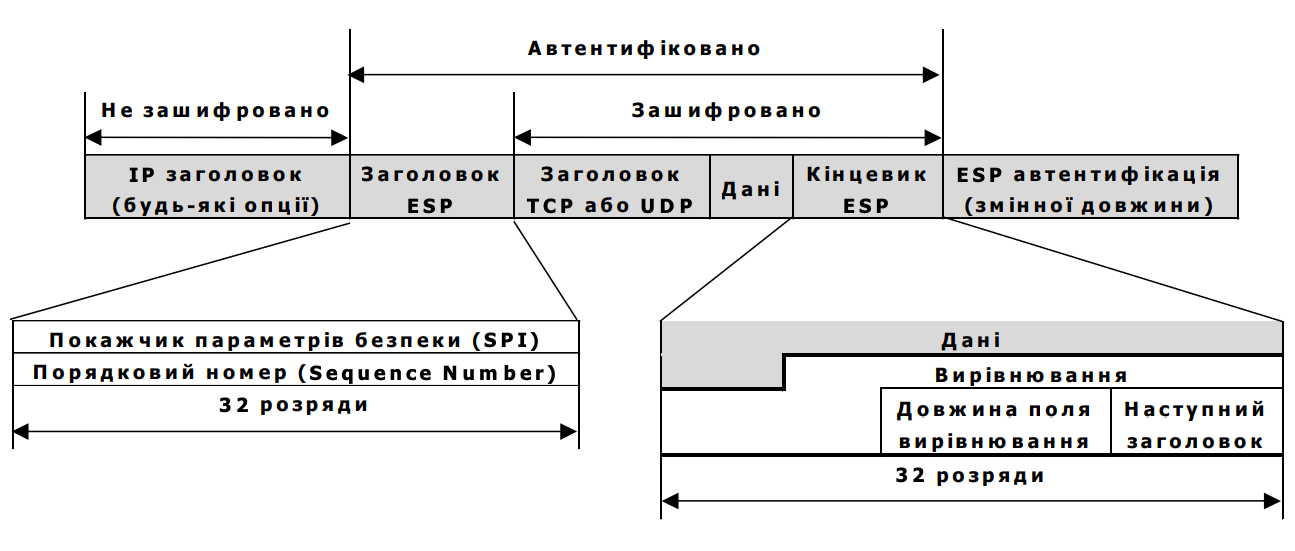 Автентифіковано
Не зашифровано
Зашифровано
IP заголовок
(будь-які опції)
Заголовок
ESP
Заголовок
TCP або UDP
Дані
Кінцевик
ESP
ESP автентифікація
(змінної довжини)
Покажчик параметрів безпеки (SPI)
Порядковий номер (Sequence Number)
32 розряди
Дані
Вирівнювання
Довжина поля
вирівнювання
Наступний
заголовок
32 розряди